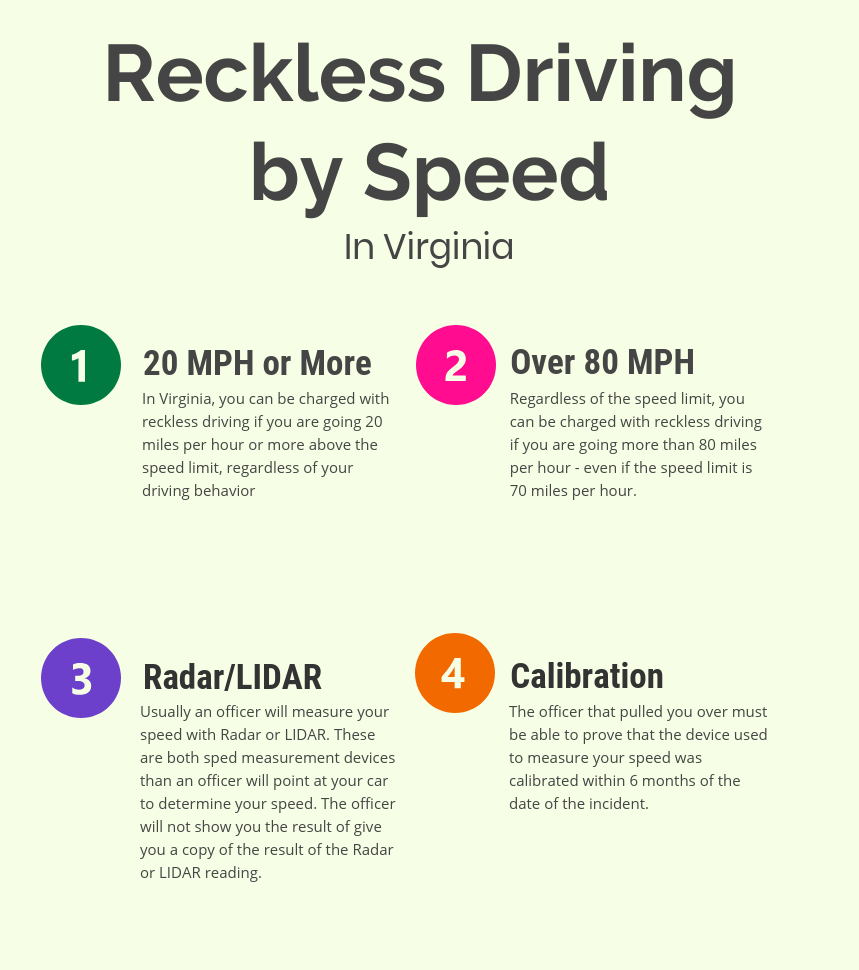 Reckless Driving
by Speed
In Virginia
1
20 MPH or More
In Virginia, you can be charged with
reckless driving if you are going 20
miles per hour or more above the
speed limit, regardless of your
driving behavior
2
Over 80 MPH
Regardless of the speed limit, you
can be charged with reckless driving
if you are going more than 80 miles
per hour - even if the speed limit is
70 miles per hour.
3
Radar/LIDAR
Usually an officer will measure your
speed with Radar or LIDAR. These
are both sped measurement devices
than an officer will point at your car
to determine your speed. The officer
will not show you the result of give
you a copy of the result of the Radar
or LIDAR reading.
4
Calibration
The officer that pulled you over must
be able to prove that the device used
to measure your speed was
calibrated within 6 months of the
date of the incident.